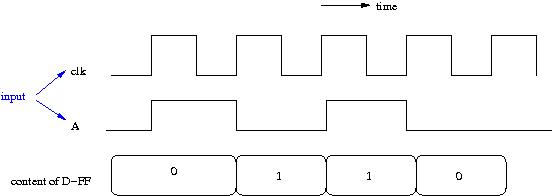 time
clk
input
A
content of D-FF
0
1
1
0